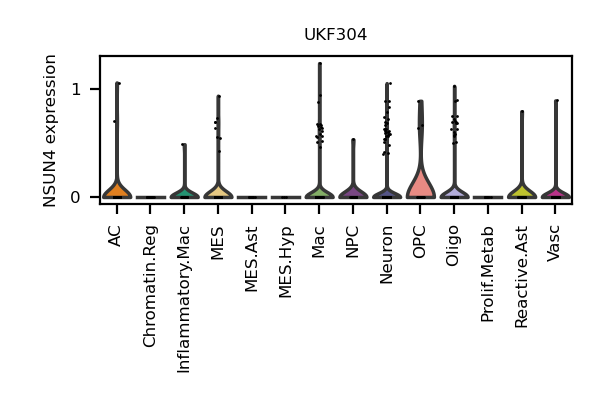 UKF304
NSUN4 expression
1
0
AC
Chromatin.Reg
Inflammatory.Mac
MES
MES.Ast
MES.Hyp
Mac
NPC
Neuron
OPC
Oligo
Prolif.Metab
Reactive.Ast
Vasc